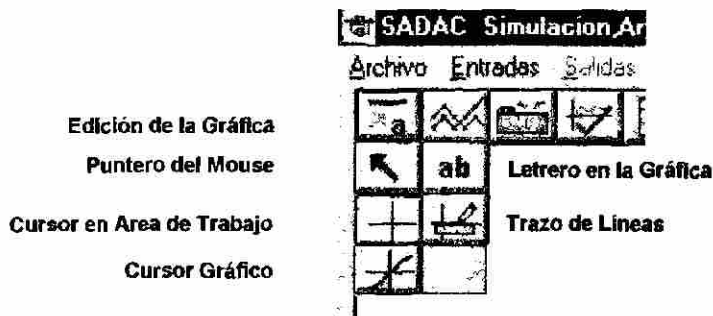 SADAC Simulacion, Ar
Archivo Entradas Salidas
Edición de la Gráfica
a
Puntero del Mouse
ab
Letrero en la Gráfica
Cursor en Area de Trabajo
Trazo de Lineas
Cursor Gráfico